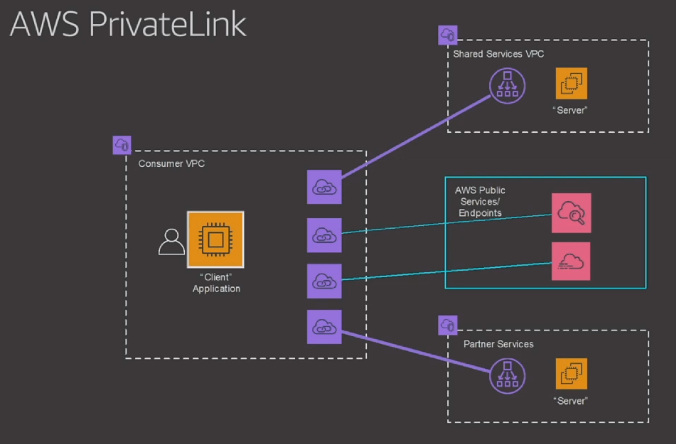 AWS PrivateLink
Shared Services VPC
"Server"
Consumer VPC
"Client"
Application
AWS Public
Services/
Endpoints
Partner Services
"Server"